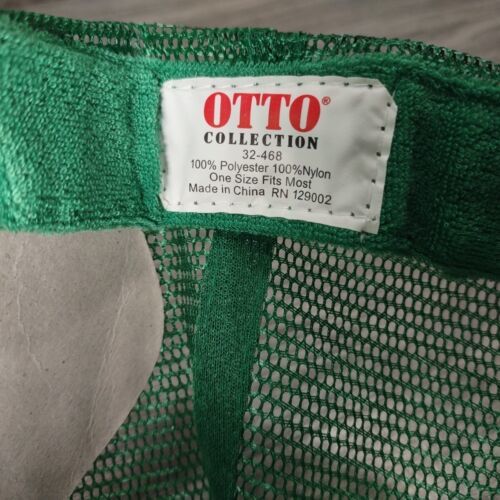 OTTO®
COLLECTION
32-468
100% Polyester 100%Nylon
One Size Fits Most
Made in China RN 129002